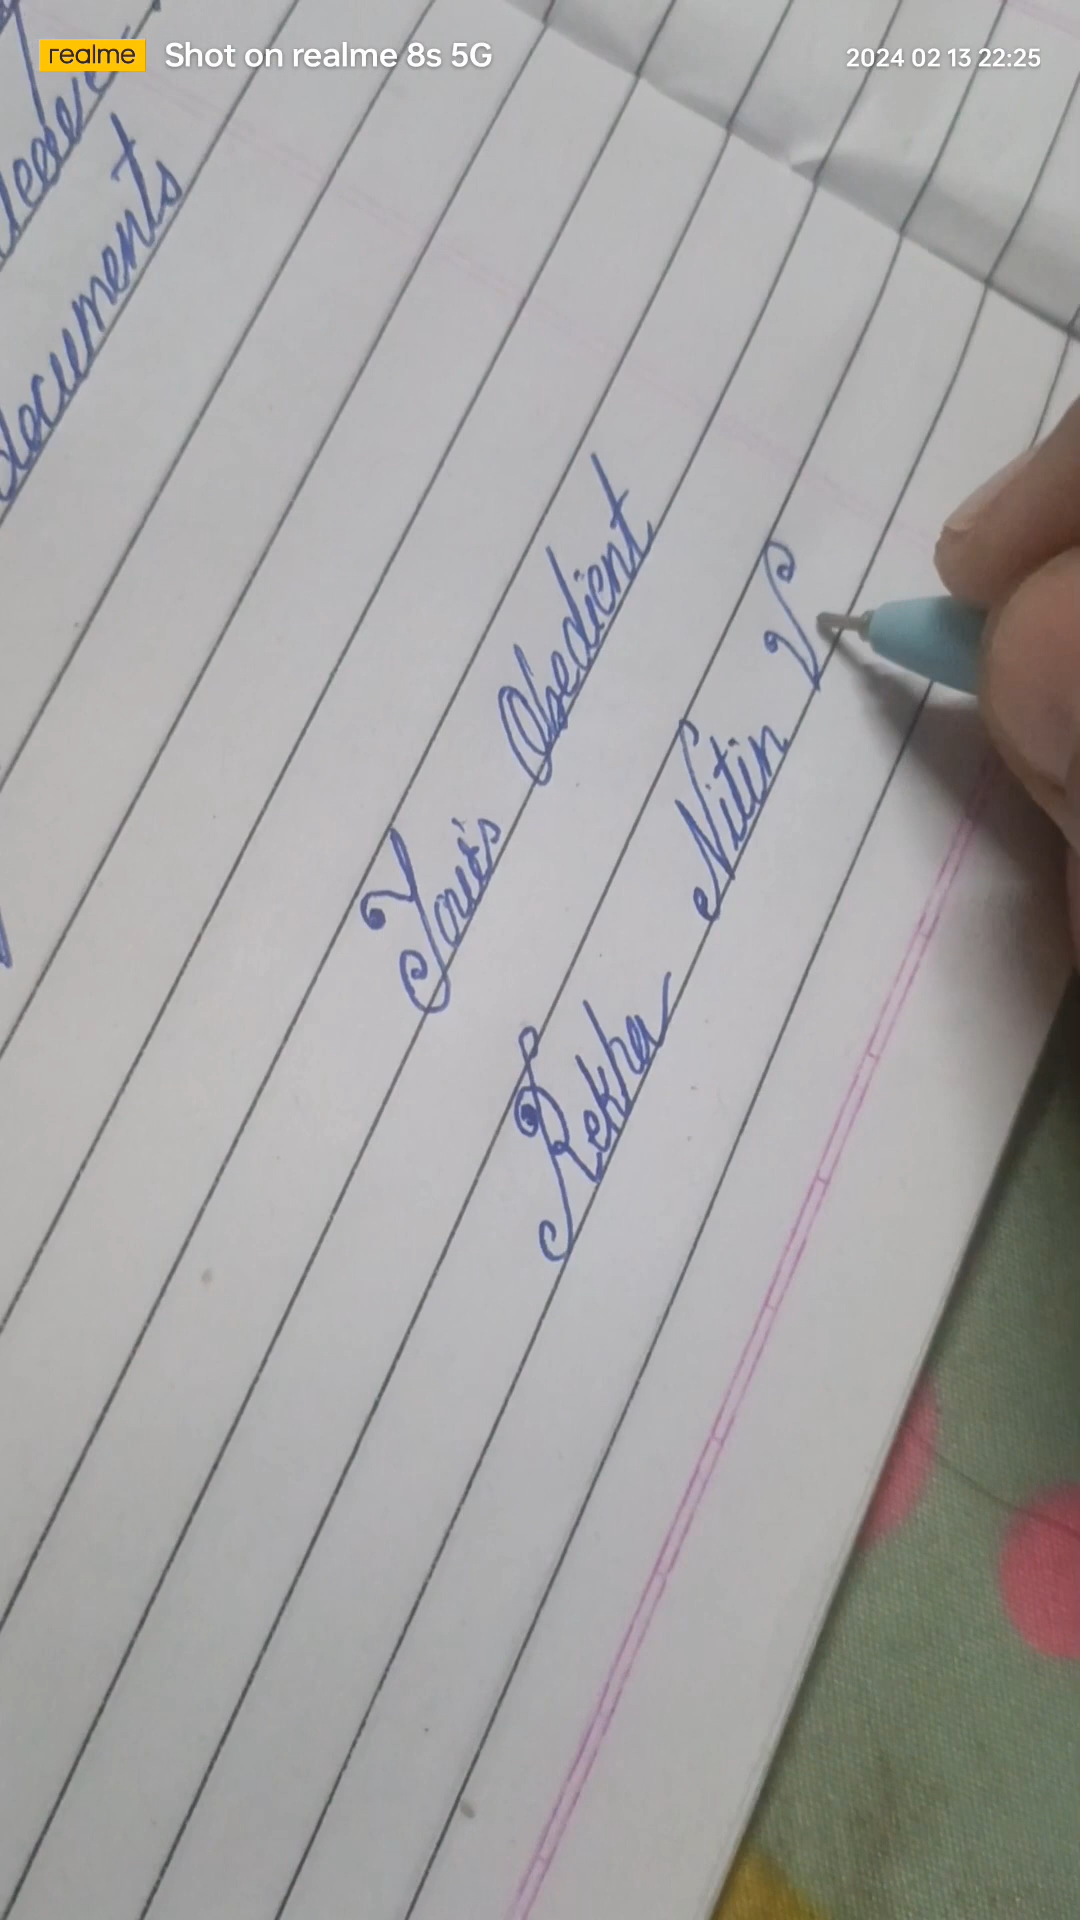 realme Shot on realme 8s 5G
2024 02 13 22:25
documents
Your's Obedient
Rekha Nitin V